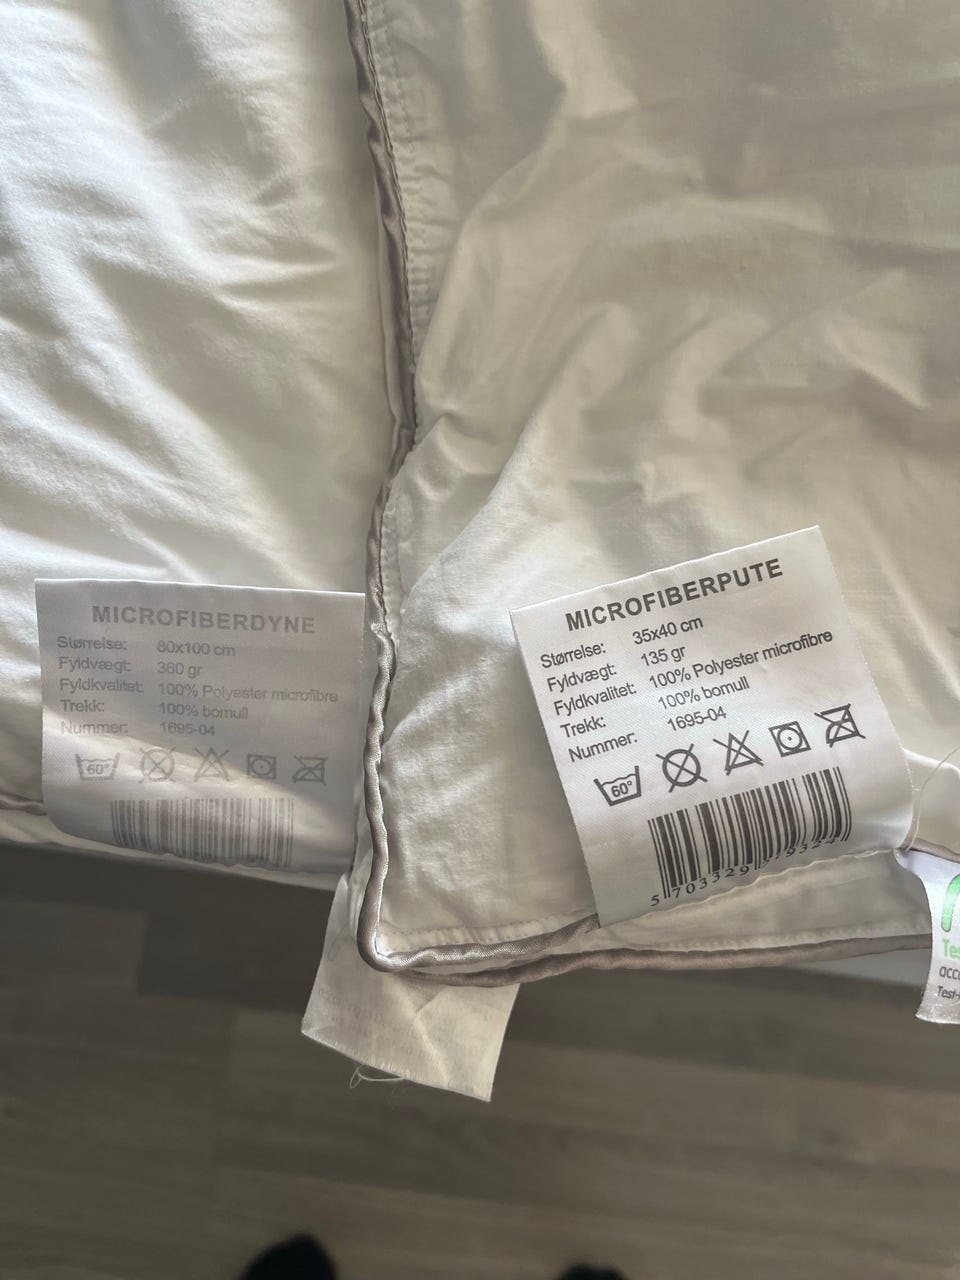 MICROFIBERDYNE
Størrelse: 80x100 cm
Fyldvægt: 360 gr
Fyldkvalitet: 100% Polyester microfibre
Trekk: 100% bomull
Nummer: 1695-04
60°
MICROFIBERPUTE
Størrelse: 35x40 cm
Fyldvægt: 135 gr
Fyldkvalitet: 100% Polyester microfibre
Trekk: 100% bomull
Nummer: 1695-04
60°